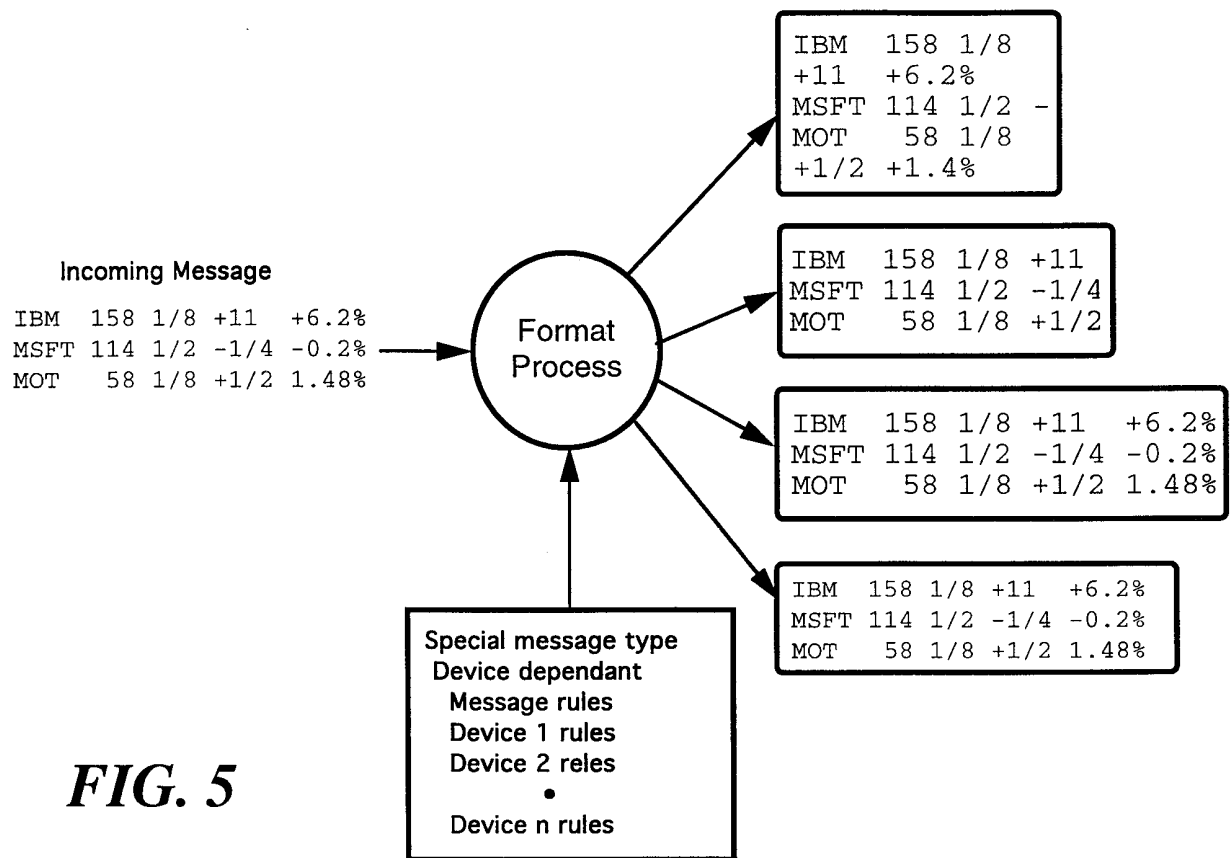 Incoming Message
IBM  158 1/8 +11  +6.2%
MSFT 114 1/2 -1/4 -0.2%
MOT   58 1/8 +1/2 1.48%
Format
Process
Special message type
Device dependant
Message rules
Device 1 rules
Device 2 reles
•
Device n rules
IBM  158 1/8
+11  +6.2%
MSFT 114 1/2 -
MOT   58 1/8
+1/2 +1.4%
IBM  158 1/8 +11
MSFT 114 1/2 -1/4
MOT   58 1/8 +1/2
IBM  158 1/8 +11  +6.2%
MSFT 114 1/2 -1/4 -0.2%
MOT   58 1/8 +1/2 1.48%
IBM  158 1/8 +11  +6.2%
MSFT 114 1/2 -1/4 -0.2%
MOT   58 1/8 +1/2 1.48%
FIG. 5